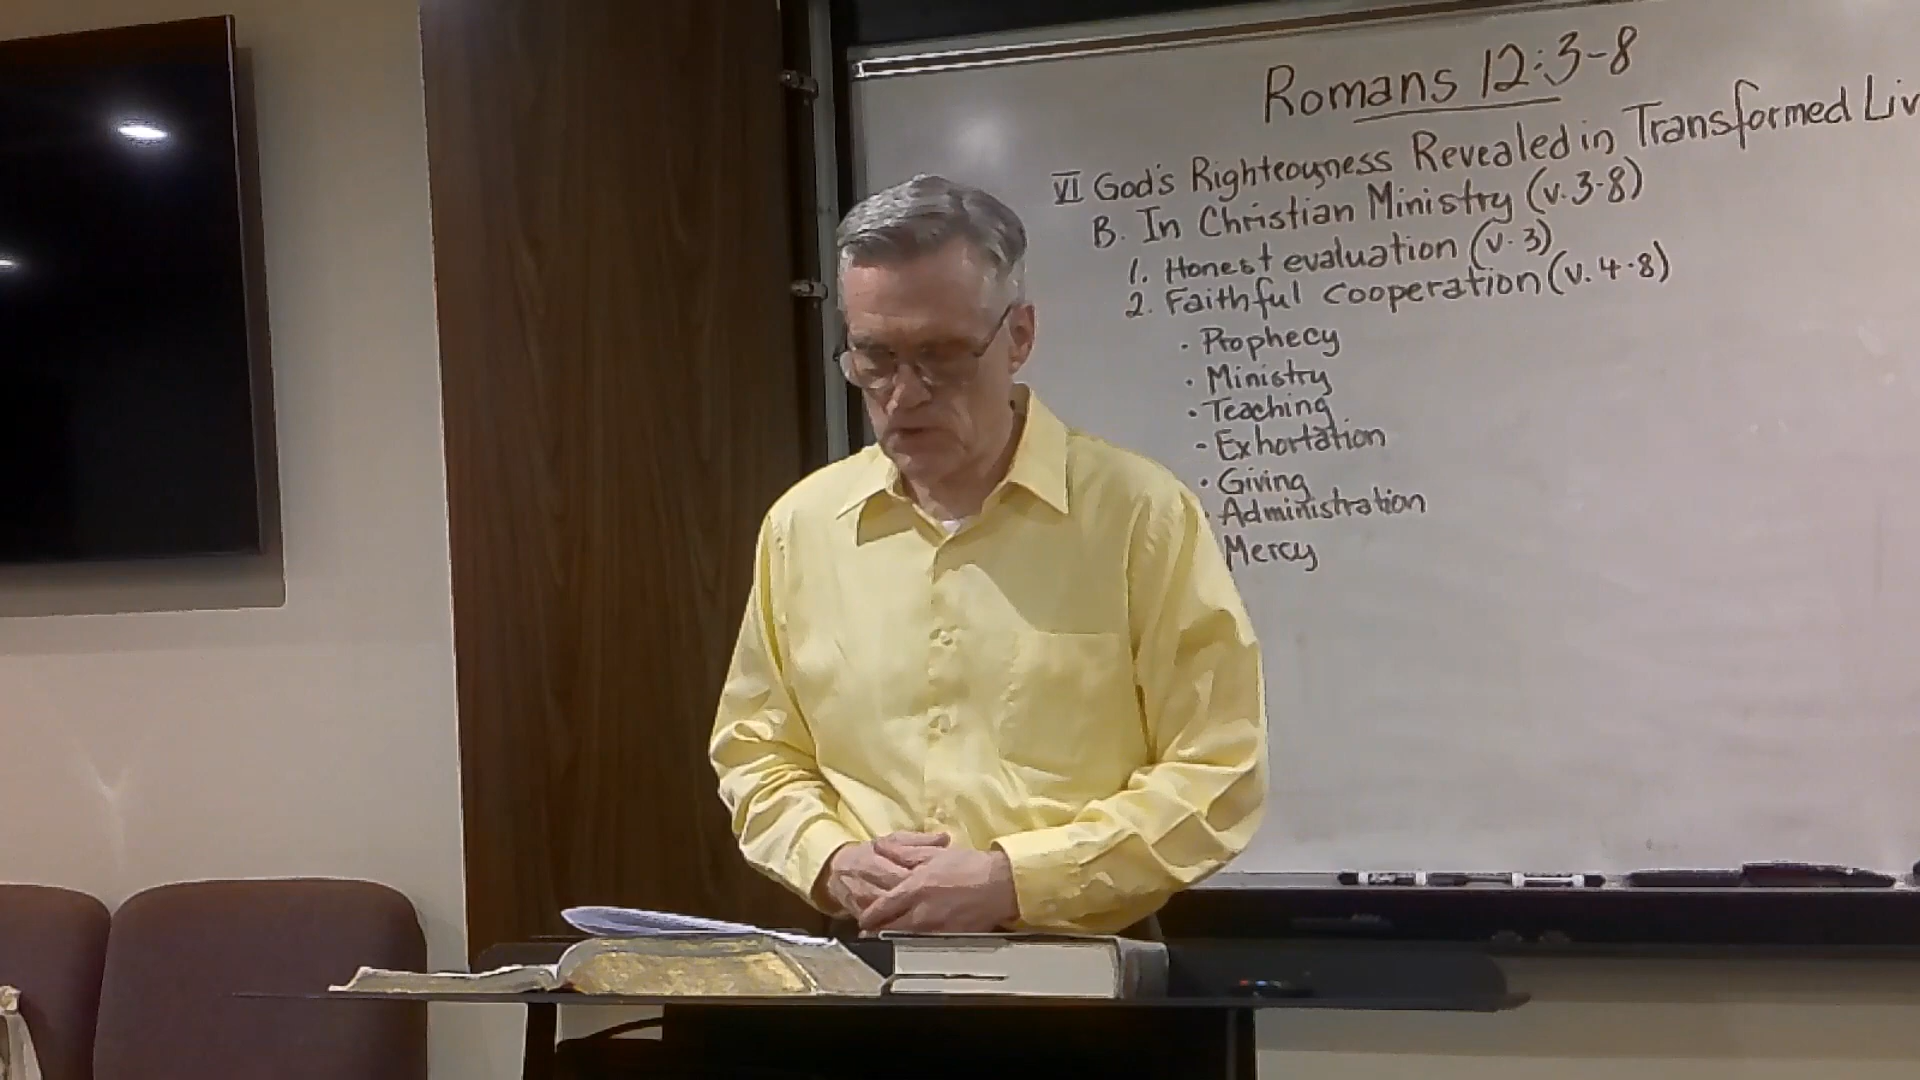 Romans 12:3-8
VI God's Righteousness Revealed in Transformed Liv
B. In Christian Ministry (v. 3-8)
1. Honest evaluation (v. 3)
2. Faithful cooperation (v. 4-8)
• Prophecy
• Ministry
• Teaching
- Exhortation
• Giving
• Administration
Mercy